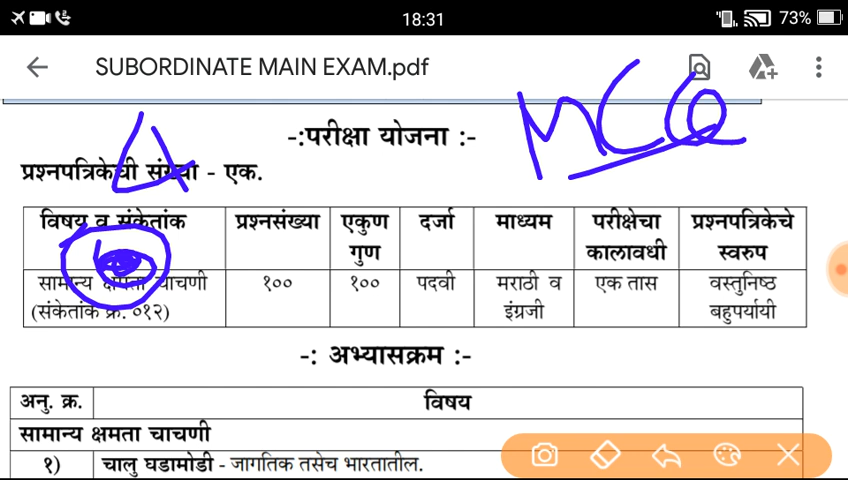 18:31
73%
SUBORDINATE MAIN EXAM.pdf
MCQ
-:परीक्षा योजना :-
4
प्रश्नपत्रिकेची संख्या - एक.
विषय व संकेतांक प्रश्नसंख्या एकुण गुण दर्जा माध्यम परीक्षेचा कालावधी प्रश्नपत्रिकेचे स्वरुप
सामान्य क्षमता चाचणी (संकेतांक क्र. ०१२) १०० १०० पदवी मराठी व इंग्रजी एक तास वस्तुनिष्ठ बहुपर्यायी
-: अभ्यासक्रम :-
अनु. क्र. विषय
सामान्य क्षमता चाचणी
१) चालु घडामोडी - जागतिक तसेच भारतातील.